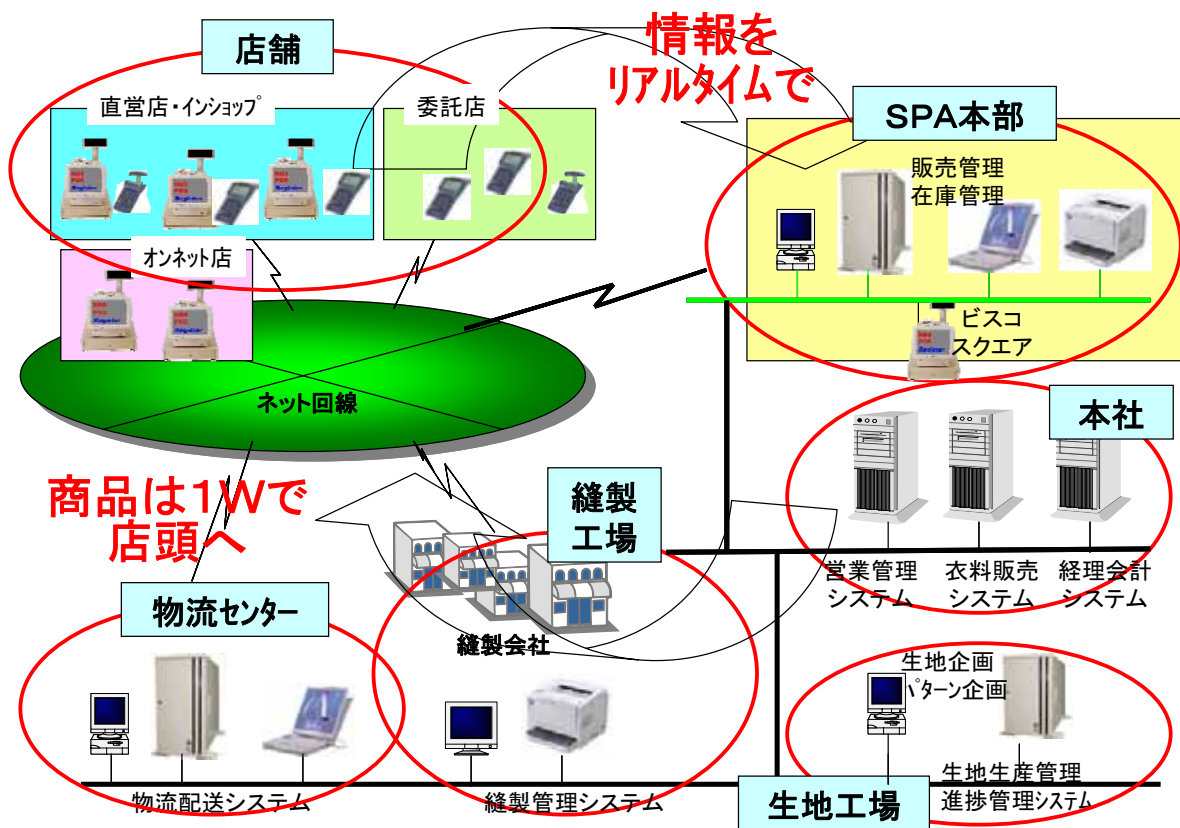 店舗
情報を
リアルタイムで
直営店・インショップ
委託店
SPA本部
販売管理
在庫管理
オンネット店
ビスコ
スクエア
ネット回線
本社
商品は1Wで
店頭へ
縫製
工場
営業管理
システム
衣料販売
システム
経理会計
システム
物流センター
縫製会社
生地企画
パターン企画
物流配送システム
縫製管理システム
生地工場
生地生産管理
進捗管理システム